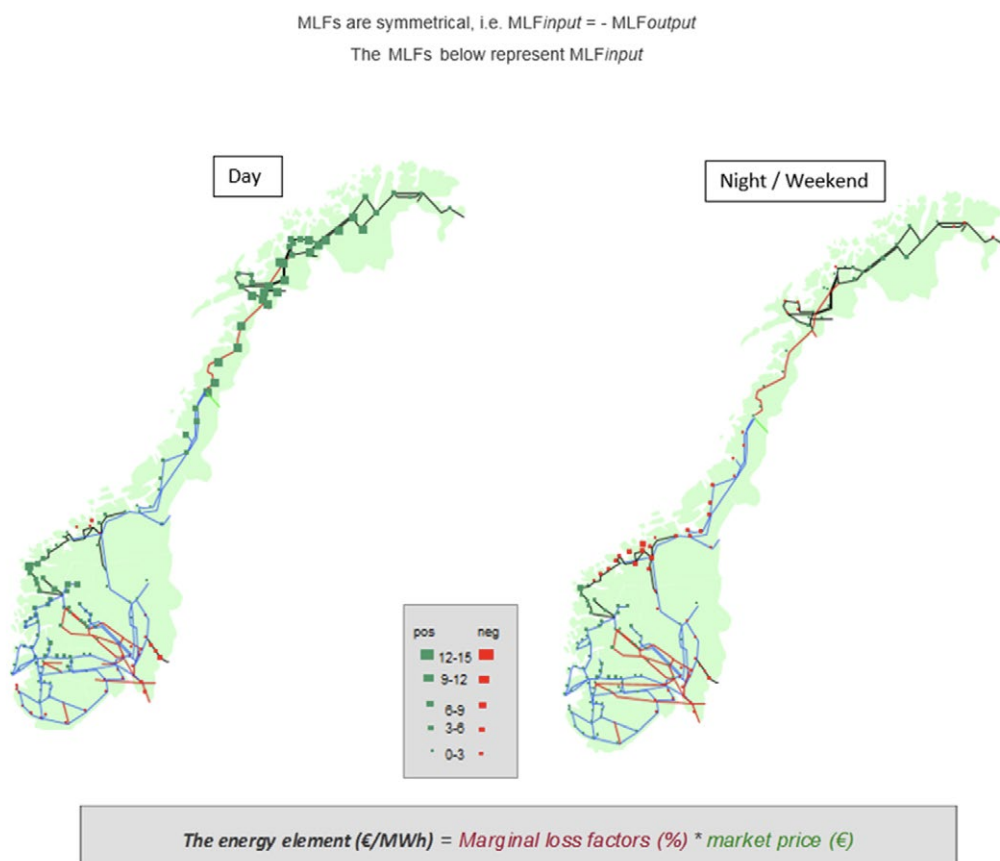 MLFs are symmetrical, i.e. MLFinput = - MLFoutput
The MLFs below represent MLFinput
Day
Night / Weekend
pos neg
12-15
9-12
6-9
3-6
0-3
The energy element (€/MWh) = Marginal loss factors (%) * market price (€)